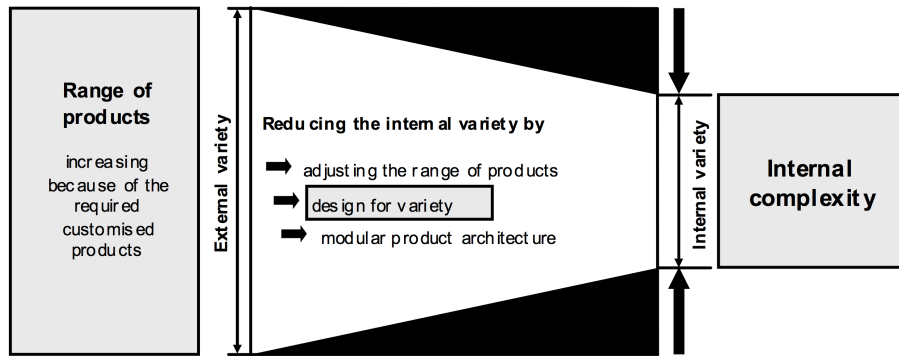 Range of
products
increasing
because of the
required
customised
products
External variety
Reducing the internal variety by
adjusting the range of products
design for variety
modular product architecture
Internal variety
Internal
complexity